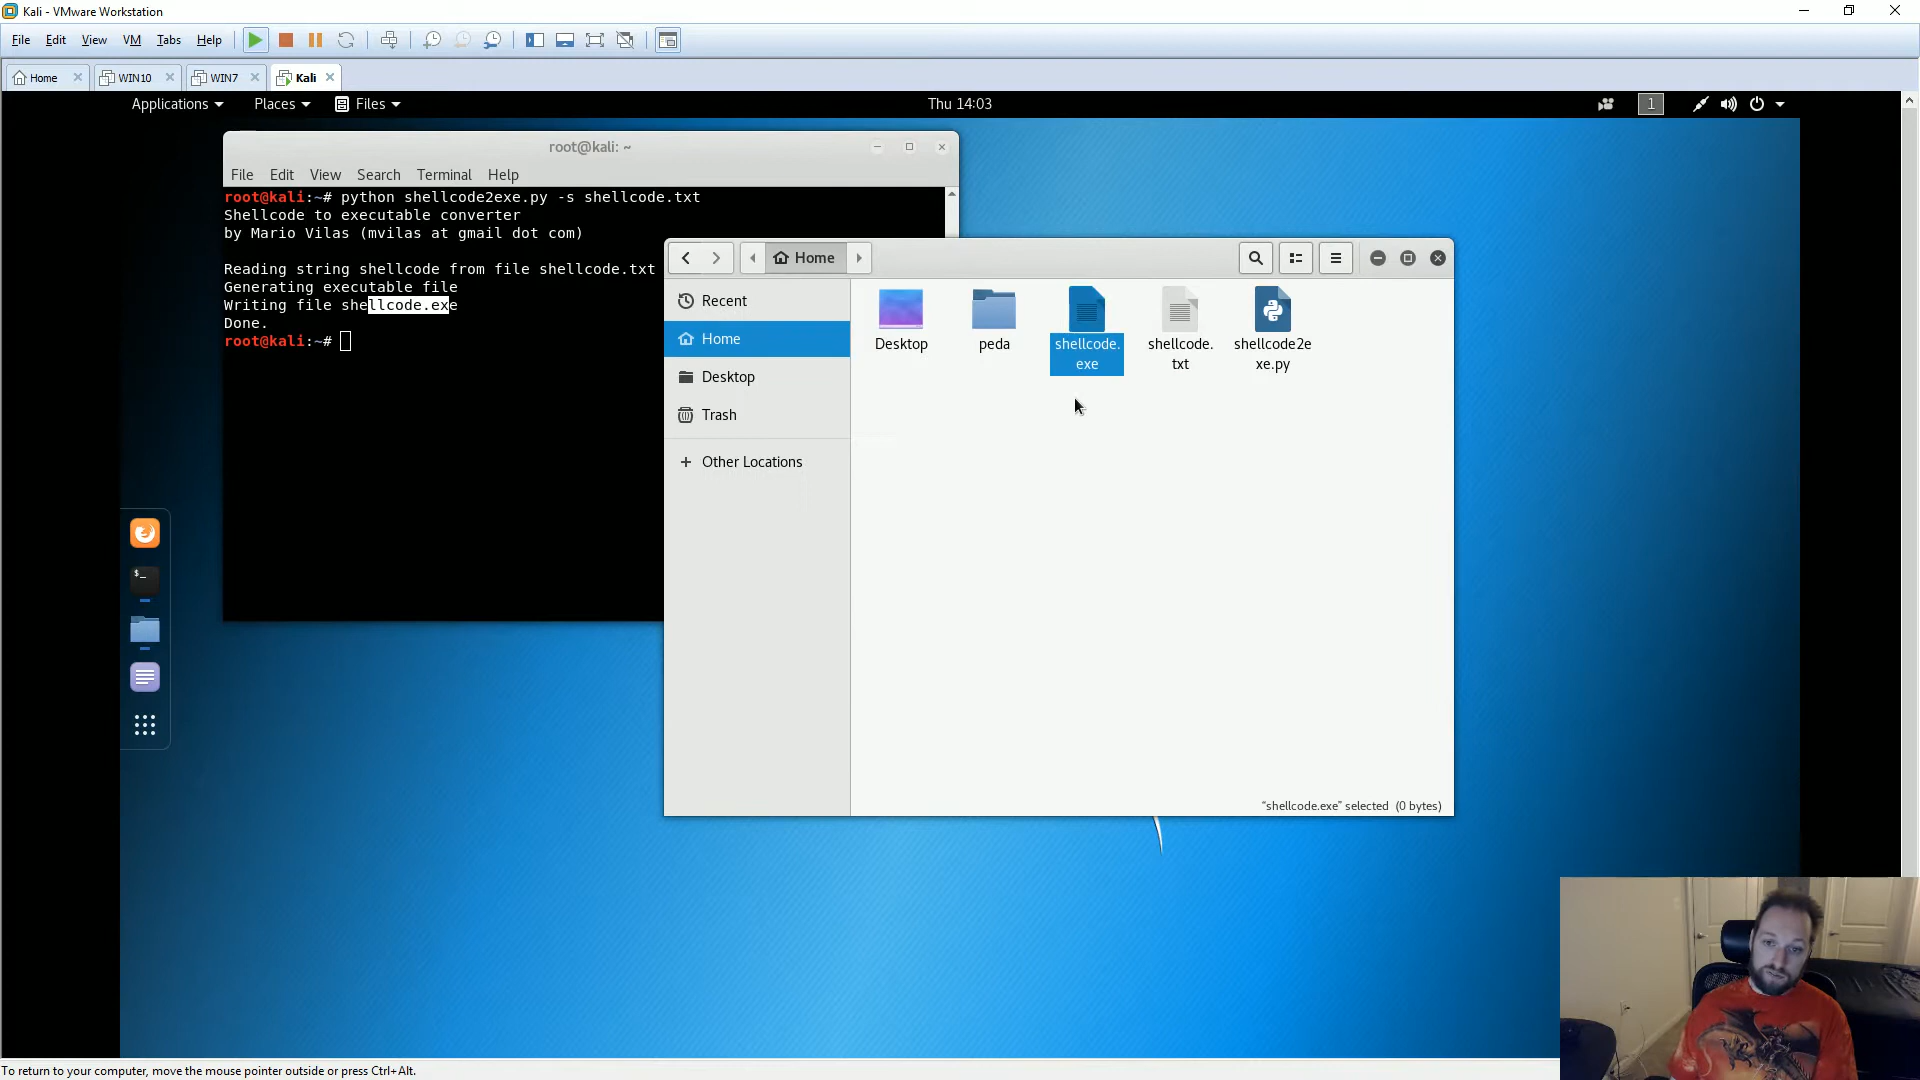 Kali - VMware Workstation
File Edit View VM Tabs Help
Home WIN10 WIN7 Kali
Applications Places Files Thu 14:03 1
root@kali: ~
File Edit View Search Terminal Help
root@kali:~# python shellcode2exe.py -s shellcode.txt
Shellcode to executable converter
by Mario Vilas (mvilas at gmail dot com)
Reading string shellcode from file shellcode.txt
Generating executable file
Writing file shellcode.exe
Done.
root@kali:~#
Home
Recent
Home
Desktop
Trash
+ Other Locations
Desktop
peda
shellcode.
exe
shellcode.
txt
shellcode2e
xe.py
"shellcode.exe" selected (0 bytes)
$_
To return to your computer, move the mouse pointer outside or press Ctrl+Alt.